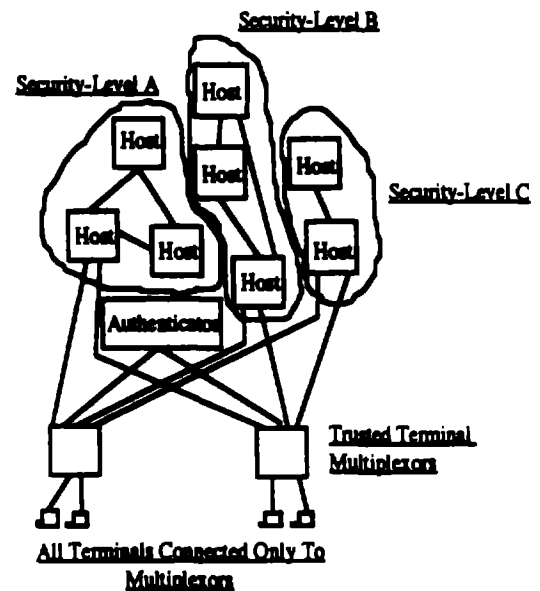 Security-Level B
Security-Level A
Host
Host
Host
Host
Security-Level C
Host
Host
Host
Host
Authenticator
Trusted Terminal
Multiplexors
All Terminals Connected Only To
Multiplexors